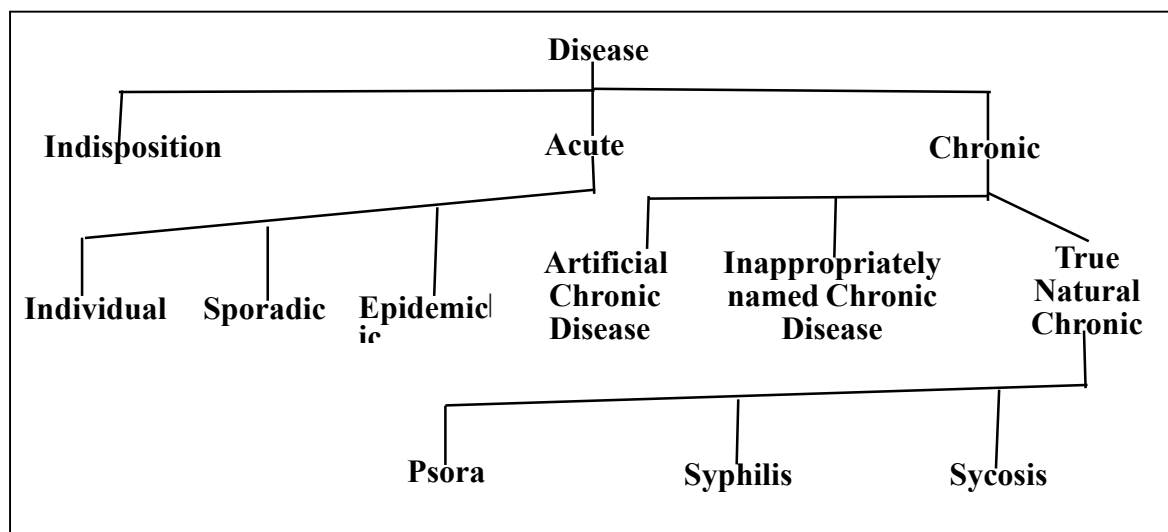 Disease
Indisposition
Acute
Chronic
Individual
Sporadic
Epidemic
ic
Artificial
Chronic
Disease
Inappropriately
named Chronic
Disease
True
Natural
Chronic
Psora
Syphilis
Sycosis